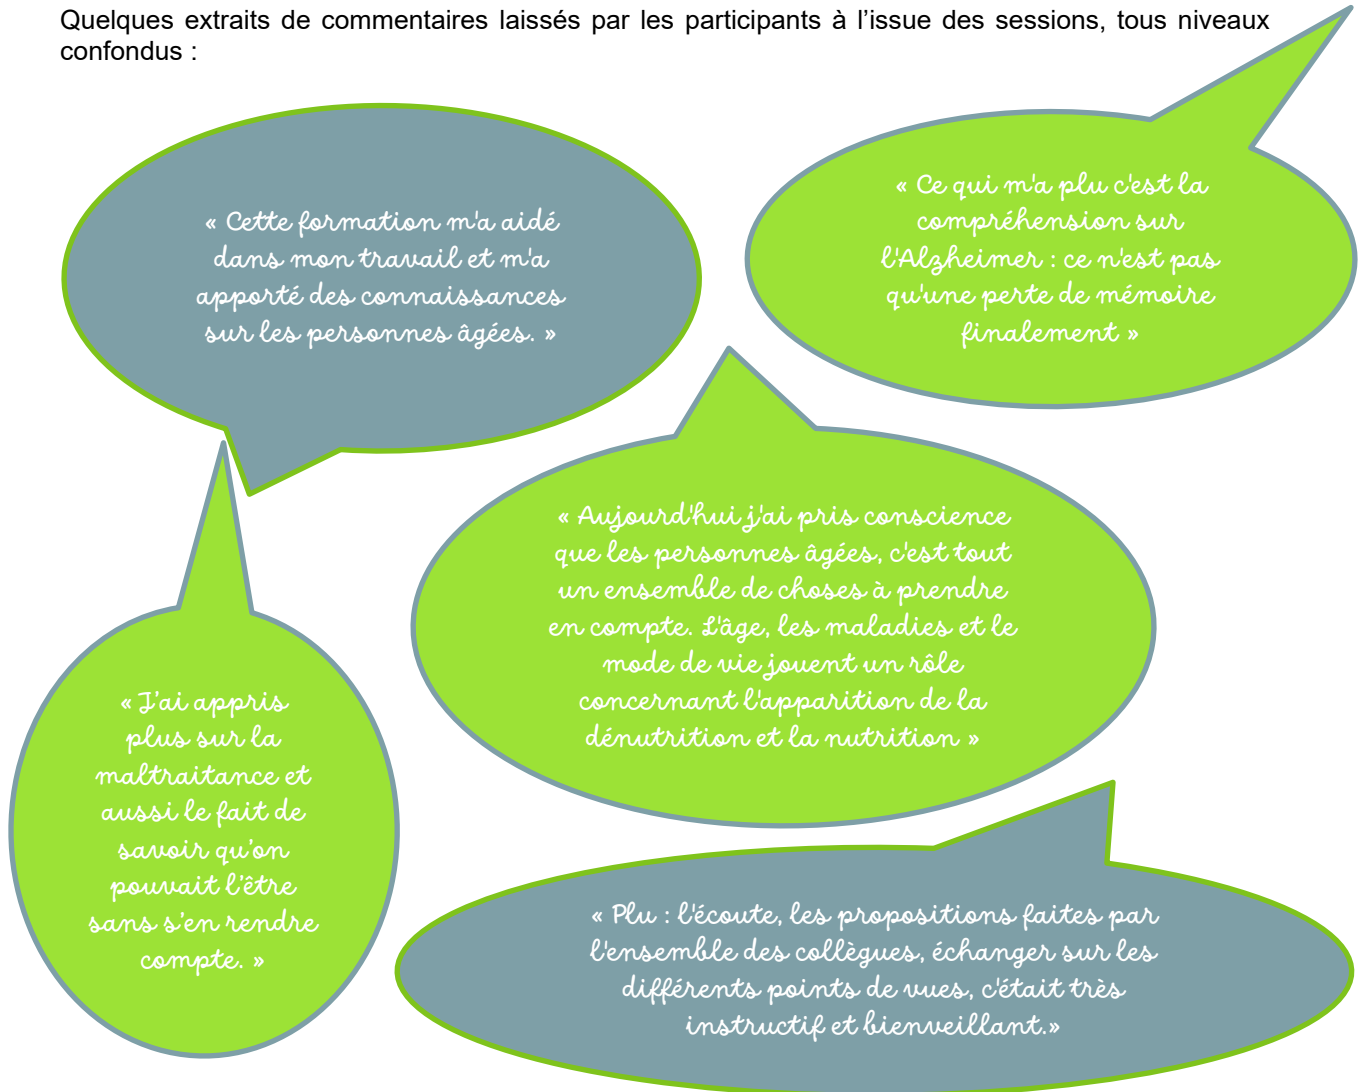 Quelques extraits de commentaires laissés par les participants à l’issue des sessions, tous niveaux
confondus :
« Cette formation m'a aidé
dans mon travail et m'a
apporté des connaissances
sur les personnes âgées. »
« Ce qui m'a plu c'est la
compréhension sur
l'Alzheimer : ce n'est pas
qu'une perte de mémoire
finalement »
« Aujourd'hui j'ai pris conscience
que les personnes âgées, c'est tout
un ensemble de choses à prendre
en compte. L'âge, les maladies et le
mode de vie jouent un rôle
concernant l'apparition de la
dénutrition et la nutrition »
« J’ai appris
plus sur la
maltraitance et
aussi le fait de
savoir qu’on
pouvait l’être
sans s’en rendre
compte. »
« Plu : l'écoute, les propositions faites par
l'ensemble des collègues, échanger sur les
différents points de vues, c'était très
instructif et bienveillant.»